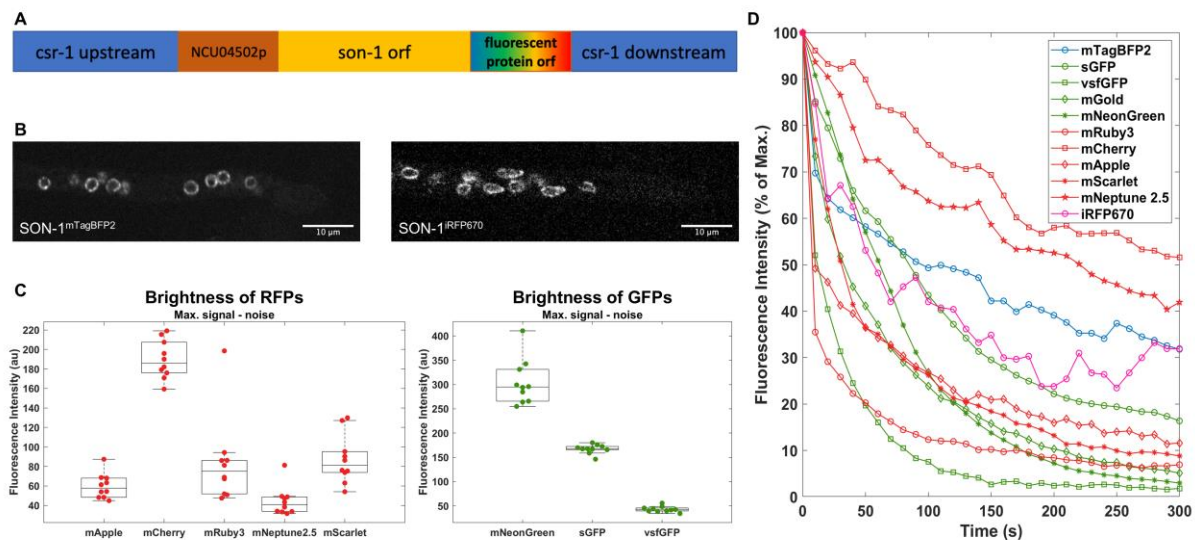 A
csr-1 upstream
NCU04502p
son-1 orf
fluorescent
protein orf
csr-1 downstream
B
SON-1mTagBFP2
10 µm
SON-1iRFP670
10 µm
C
Brightness of RFPs
Max. signal - noise
Fluorescence Intensity (au)
220
200
180
160
140
120
100
80
60
40
mApple
mCherry
mRuby3
mNeptune2.5
mScarlet
Brightness of GFPs
Max. signal - noise
Fluorescence Intensity (au)
400
350
300
250
200
150
100
50
mNeonGreen
sGFP
vsfGFP
D
Fluorescence Intensity (% of Max.)
100
90
80
70
60
50
40
30
20
10
0
0
50
100
150
200
250
300
Time (s)
mTagBFP2
sGFP
vsfGFP
mGold
mNeonGreen
mRuby3
mCherry
mApple
mScarlet
mNeptune 2.5
iRFP670